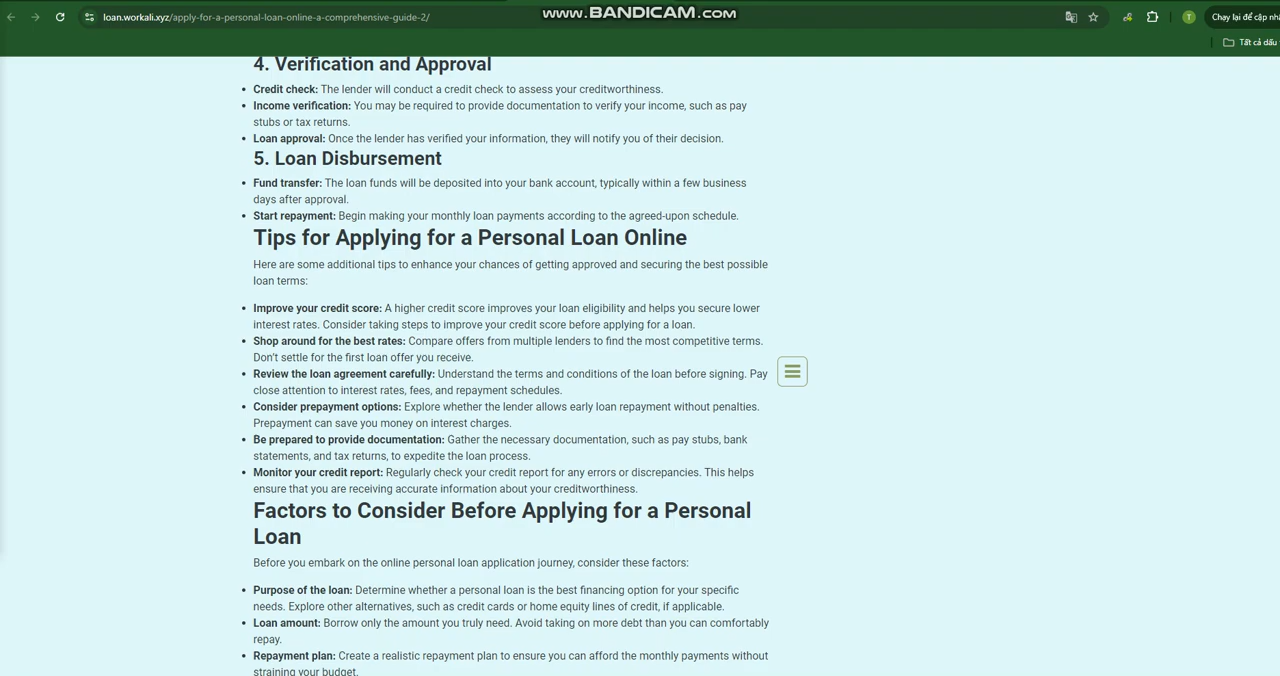 loan.workali.xyz/apply-for-a-personal-loan-online-a-comprehensive-guide-2/
www.BANDICAM.com
T
Chạy lại để cập nhậ
Tất cả dấu
4. Verification and Approval
• Credit check: The lender will conduct a credit check to assess your creditworthiness.
• Income verification: You may be required to provide documentation to verify your income, such as pay
stubs or tax returns.
• Loan approval: Once the lender has verified your information, they will notify you of their decision.
5. Loan Disbursement
• Fund transfer: The loan funds will be deposited into your bank account, typically within a few business
days after approval.
• Start repayment: Begin making your monthly loan payments according to the agreed-upon schedule.
Tips for Applying for a Personal Loan Online
Here are some additional tips to enhance your chances of getting approved and securing the best possible
loan terms:
• Improve your credit score: A higher credit score improves your loan eligibility and helps you secure lower
interest rates. Consider taking steps to improve your credit score before applying for a loan.
• Shop around for the best rates: Compare offers from multiple lenders to find the most competitive terms.
Don’t settle for the first loan offer you receive.
• Review the loan agreement carefully: Understand the terms and conditions of the loan before signing. Pay
close attention to interest rates, fees, and repayment schedules.
• Consider prepayment options: Explore whether the lender allows early loan repayment without penalties.
Prepayment can save you money on interest charges.
• Be prepared to provide documentation: Gather the necessary documentation, such as pay stubs, bank
statements, and tax returns, to expedite the loan process.
• Monitor your credit report: Regularly check your credit report for any errors or discrepancies. This helps
ensure that you are receiving accurate information about your creditworthiness.
Factors to Consider Before Applying for a Personal
Loan
Before you embark on the online personal loan application journey, consider these factors:
• Purpose of the loan: Determine whether a personal loan is the best financing option for your specific
needs. Explore other alternatives, such as credit cards or home equity lines of credit, if applicable.
• Loan amount: Borrow only the amount you truly need. Avoid taking on more debt than you can comfortably
repay.
• Repayment plan: Create a realistic repayment plan to ensure you can afford the monthly payments without
straining your budget.